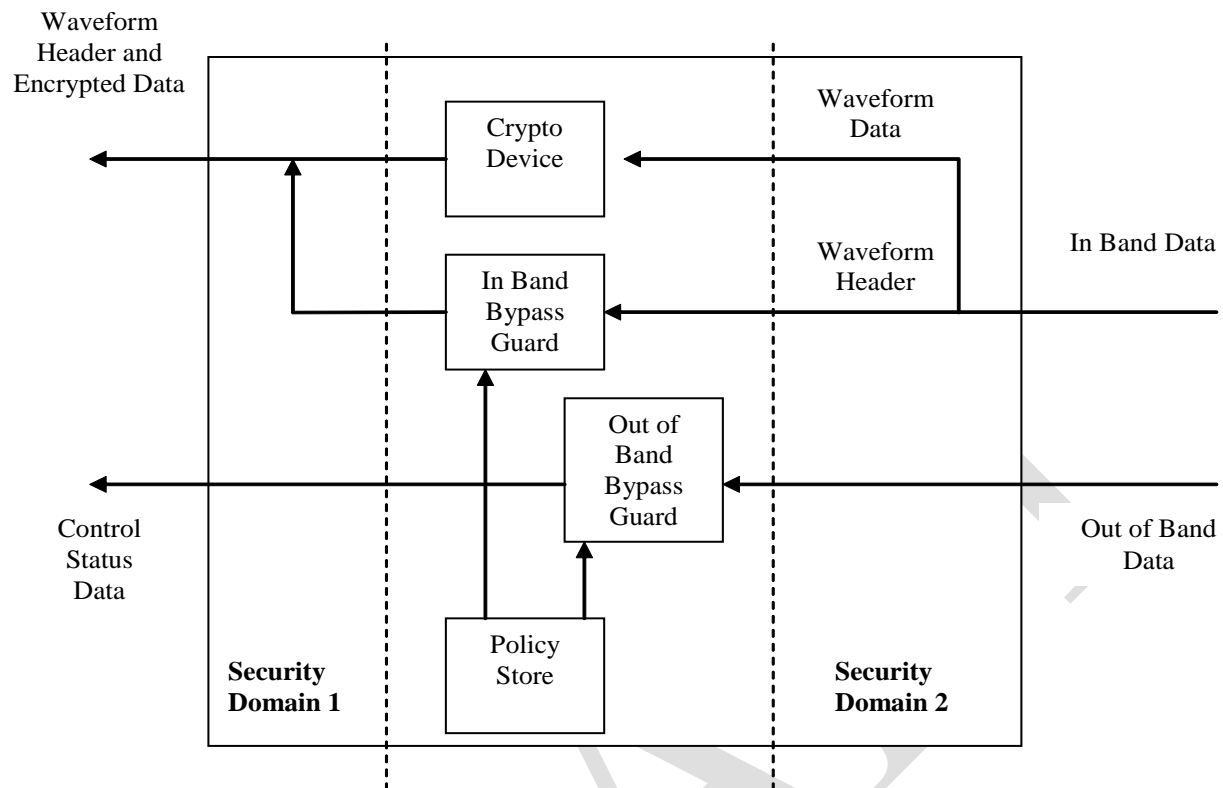 Waveform
Header and
Encrypted Data
Crypto
Device
Waveform
Data
In Band Data
Waveform
Header
In Band
Bypass
Guard
Out of
Band
Bypass
Guard
Control
Status
Data
Out of Band
Data
Policy
Store
Security
Domain 1
Security
Domain 2